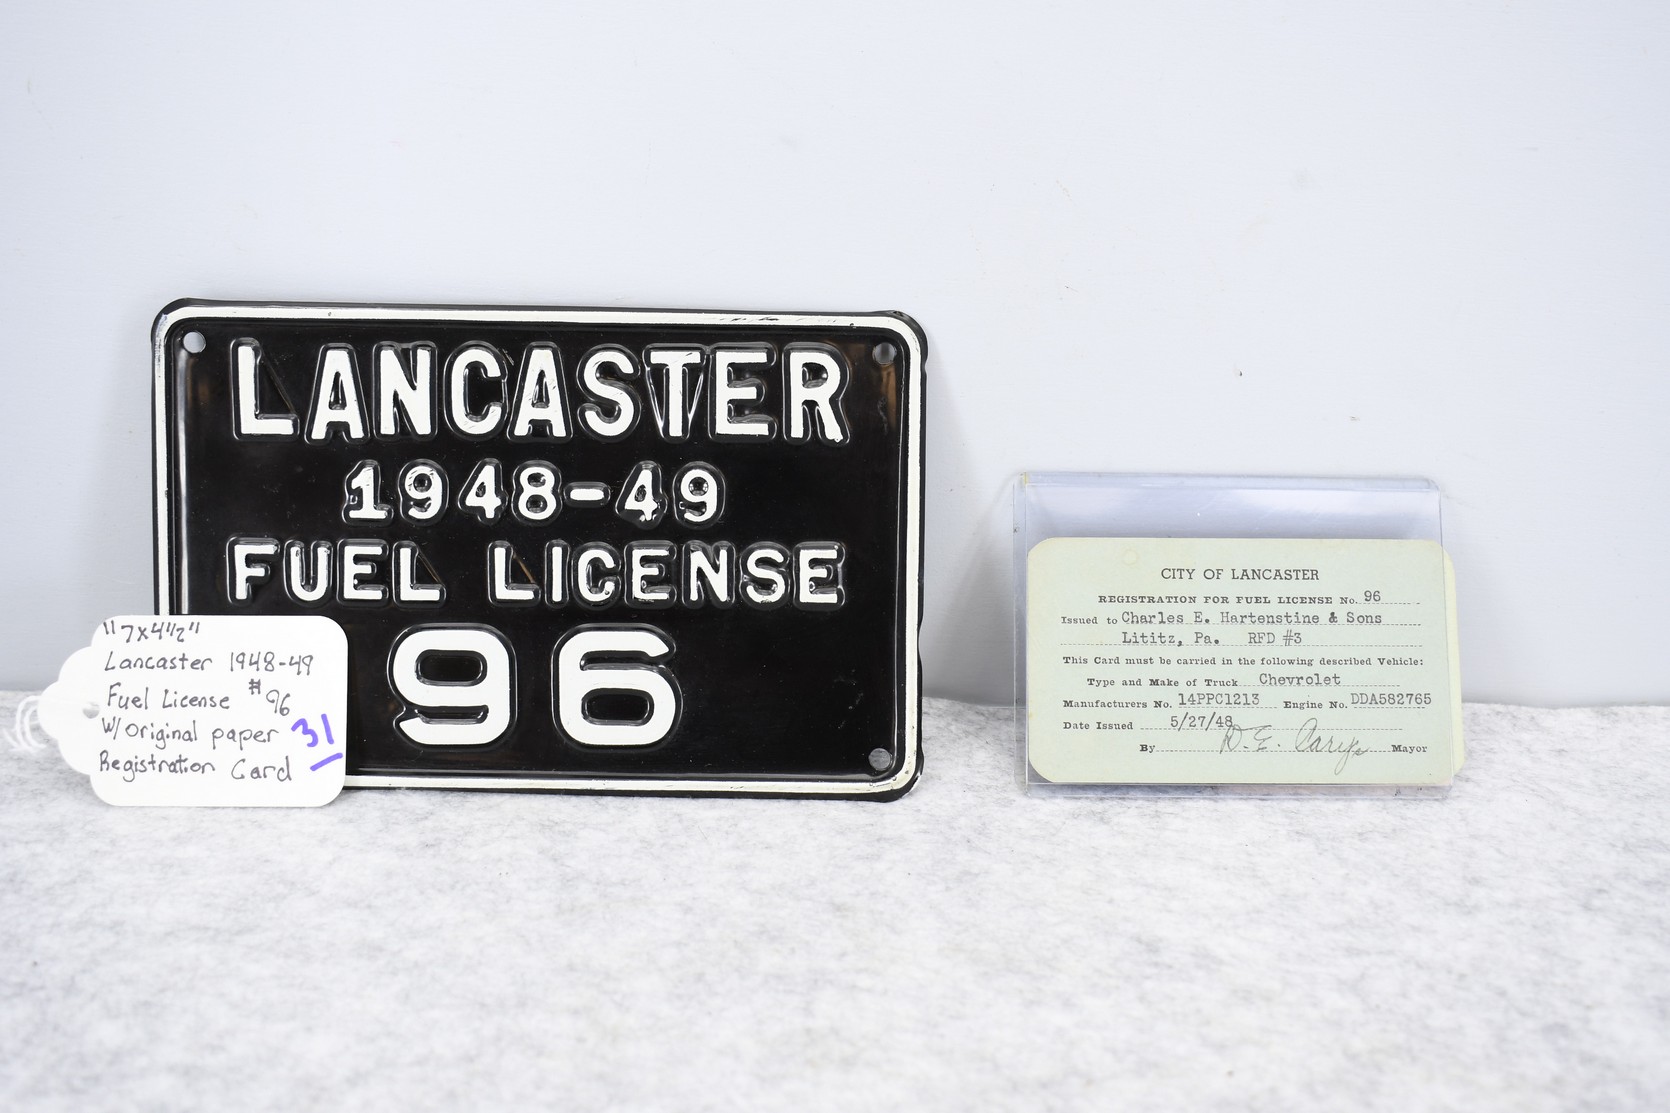 LANCASTER
1948-49
FUEL LICENSE
96
"7x4½"
Lancaster 1948-49
Fuel License #96
W/Original paper
Registration Card
31
CITY OF LANCASTER
REGISTRATION FOR FUEL LICENSE No. 96
Issued to Charles E. Hartenstine & Sons
Lititz, Pa. RFD #3
This Card must be carried in the following described Vehicle:
Type and Make of Truck Chevrolet
Manufacturers No. 14PPC1213 Engine No. DDA582765
Date Issued 5/27/48
By D. E. Mayor